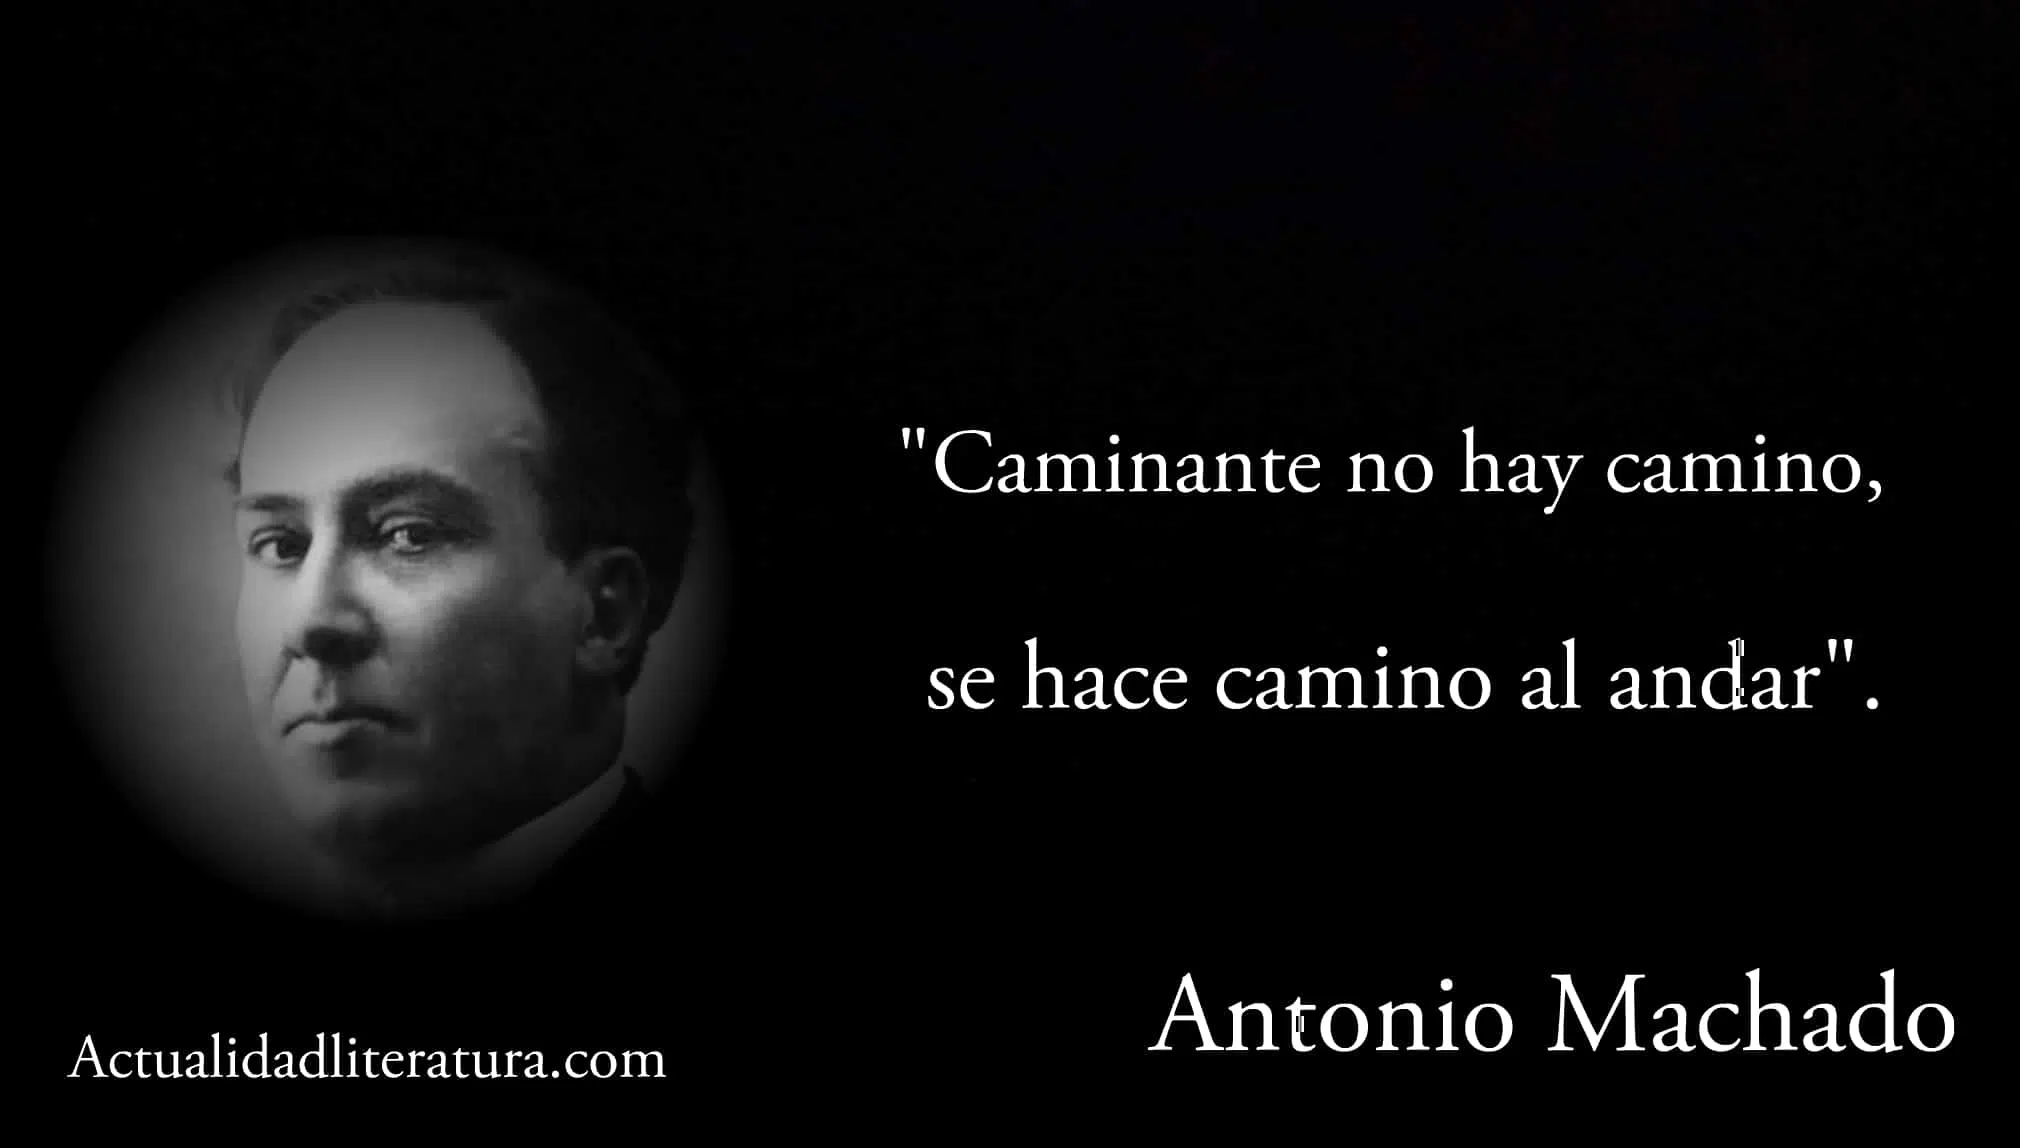 "Caminante no hay camino,
se hace camino al andar".
Antonio Machado
Actualidadliteratura.com